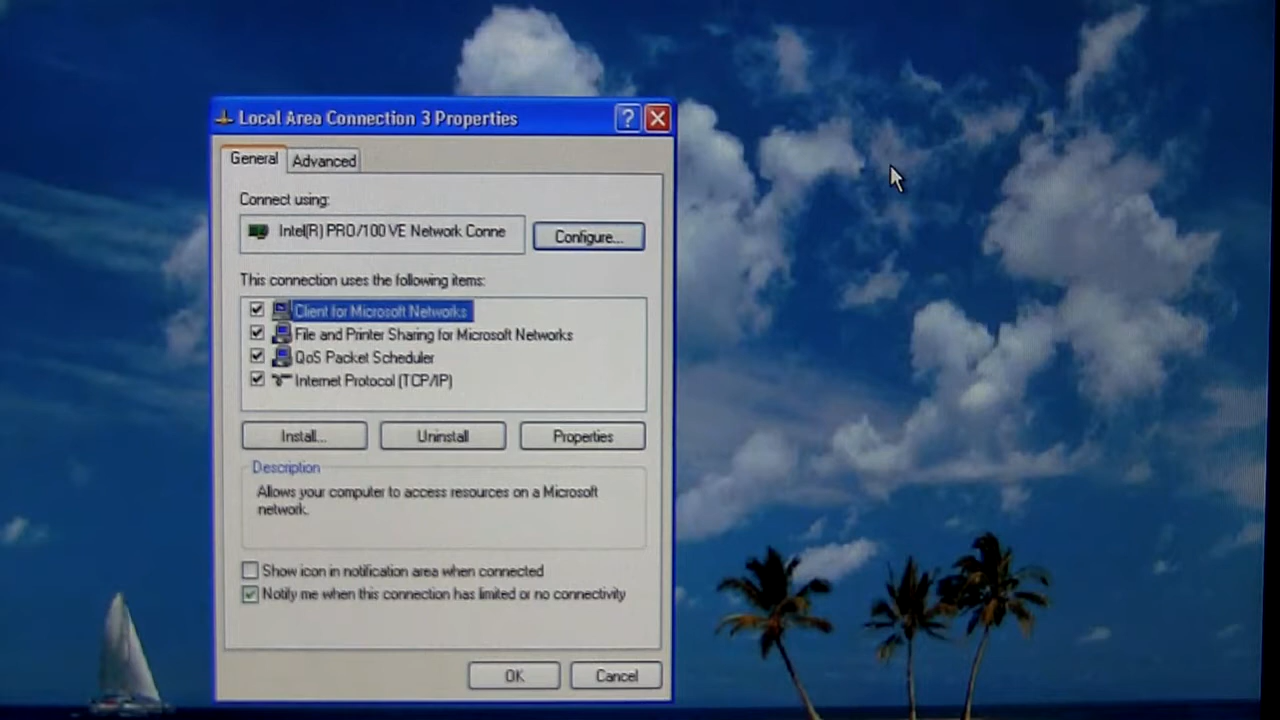 Local Area Connection 3 Properties
General
Advanced
Connect using:
Intel(R) PRO/100 VE Network Conne
Configure...
This connection uses the following items:
Client for Microsoft Networks
File and Printer Sharing for Microsoft Networks
QoS Packet Scheduler
Internet Protocol (TCP/IP)
Install...
Uninstall
Properties
Description
Allows your computer to access resources on a Microsoft
network.
Show icon in notification area when connected
Notify me when this connection has limited or no connectivity
OK
Cancel